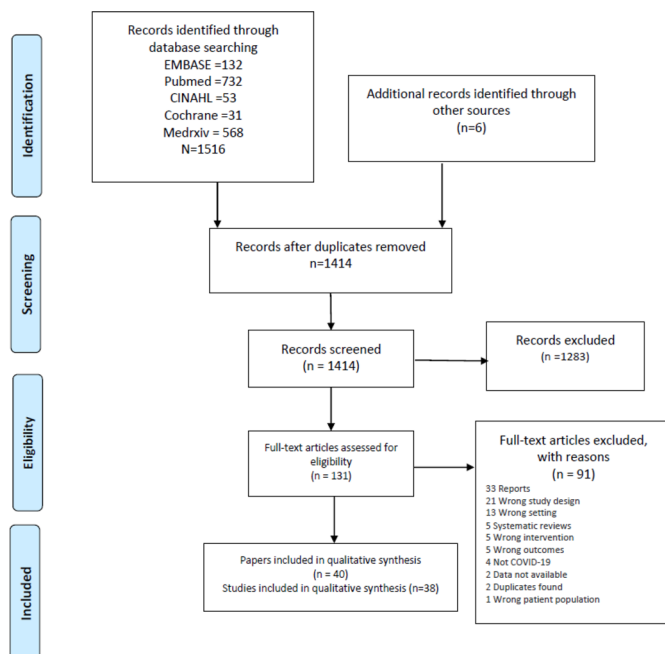 Identification
Records identified through
database searching
EMBASE =132
Pubmed =732
CINAHL =53
Cochrane =31
Medrxiv = 568
N=1516
Additional records identified through
other sources
(n=6)
Screening
Records after duplicates removed
n=1414
Records screened
(n = 1414)
Records excluded
(n =1283)
Eligibility
Full-text articles assessed for
eligibility
(n = 131)
Full-text articles excluded,
with reasons
(n = 91)
33 Reports
21 Wrong study design
13 Wrong setting
5 Systematic reviews
5 Wrong intervention
5 Wrong outcomes
4 Not COVID-19
2 Data not available
2 Duplicates found
1 Wrong patient population
Included
Papers included in qualitative synthesis
(n = 40)
Studies included in qualitative synthesis (n=38)